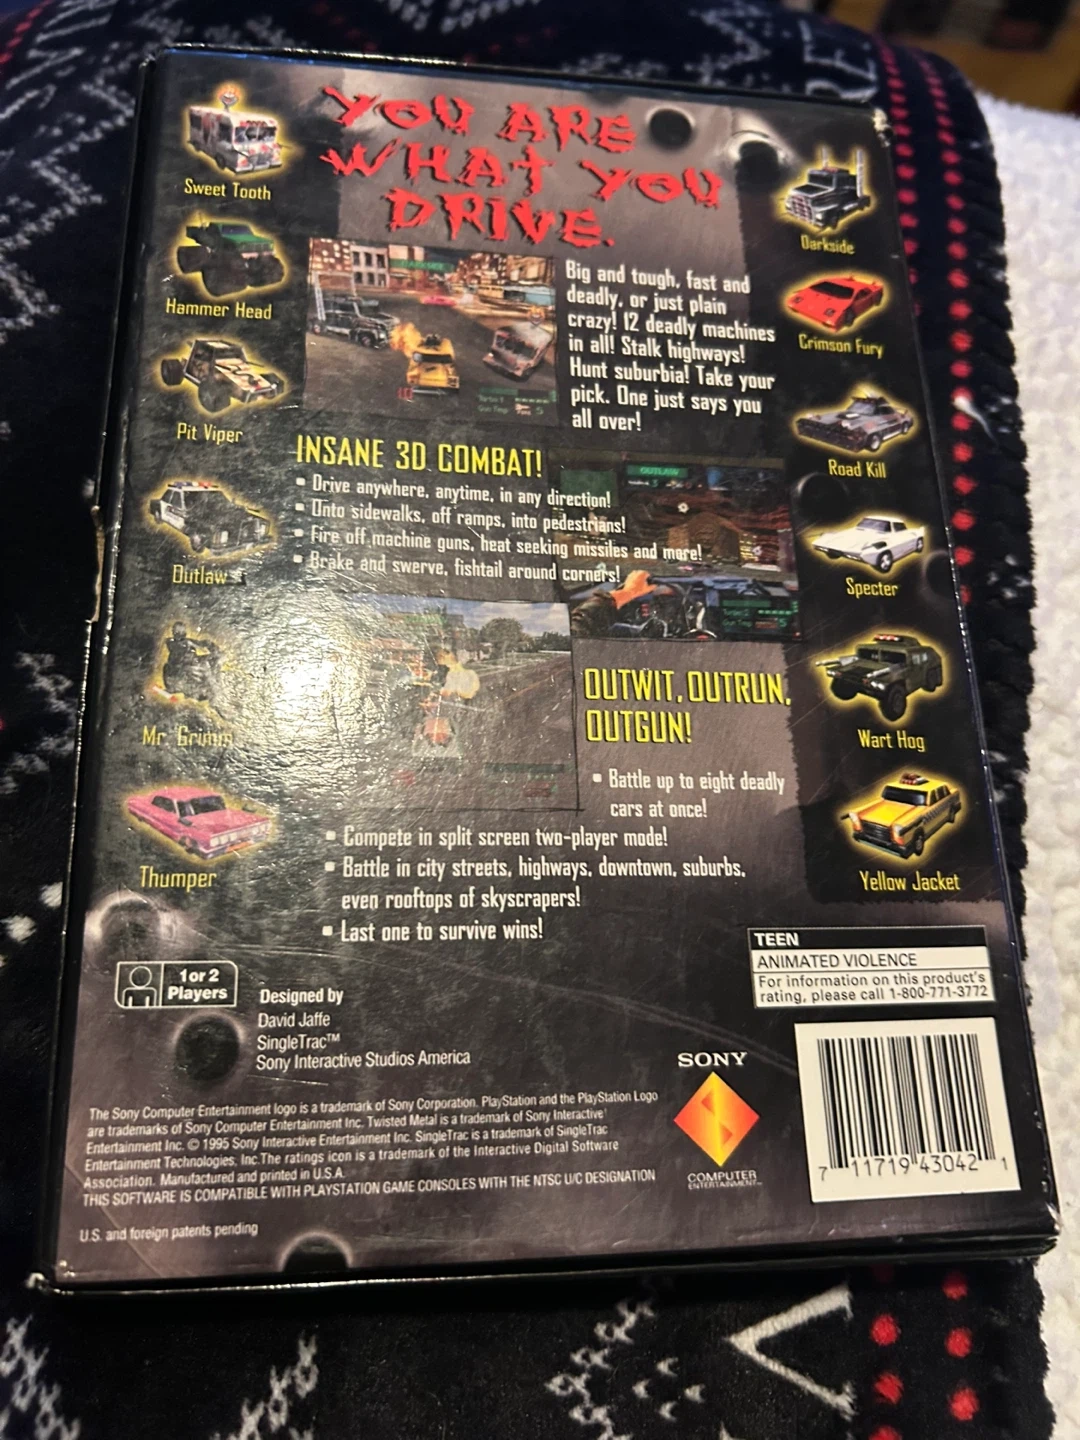 YOU ARE
WHAT YOU
DRIVE.
Sweet Tooth
Hammer Head
Pit Viper
Outlaw
Mr. Grimm
Thumper
Darkside
Crimson Fury
Road Kill
Specter
Wart Hog
Yellow Jacket
DARKSIDE
Big and tough, fast and
deadly, or just plain
crazy! 12 deadly machines
in all! Stalk highways!
Hunt suburbia! Take your
pick. One just says you
all over!
INSANE 3D COMBAT!
▪ Drive anywhere, anytime, in any direction!
▪ Onto sidewalks, off ramps, into pedestrians!
▪ Fire off machine guns, heat seeking missiles and more!
▪ Brake and swerve, fishtail around corners!
OUTLAW
OUTWIT, OUTRUN,
OUTGUN!
▪ Battle up to eight deadly
cars at once!
▪ Compete in split screen two-player mode!
▪ Battle in city streets, highways, downtown, suburbs,
even rooftops of skyscrapers!
▪ Last one to survive wins!
1 or 2
Players
Designed by
David Jaffe
SingleTrac™
Sony Interactive Studios America
TEEN
ANIMATED VIOLENCE
For information on this product's
rating, please call 1-800-771-3772
The Sony Computer Entertainment logo is a trademark of Sony Corporation. PlayStation and the PlayStation Logo
are trademarks of Sony Computer Entertainment Inc. Twisted Metal is a trademark of Sony Interactive
Entertainment Inc. © 1995 Sony Interactive Entertainment Inc. SingleTrac is a trademark of SingleTrac
Entertainment Technologies, Inc.The ratings icon is a trademark of the Interactive Digital Software
Association. Manufactured and printed in U.S.A.
THIS SOFTWARE IS COMPATIBLE WITH PLAYSTATION GAME CONSOLES WITH THE NTSC U/C DESIGNATION
U.S. and foreign patents pending
SONY
COMPUTER
ENTERTAINMENT™
7 11719 43042 1